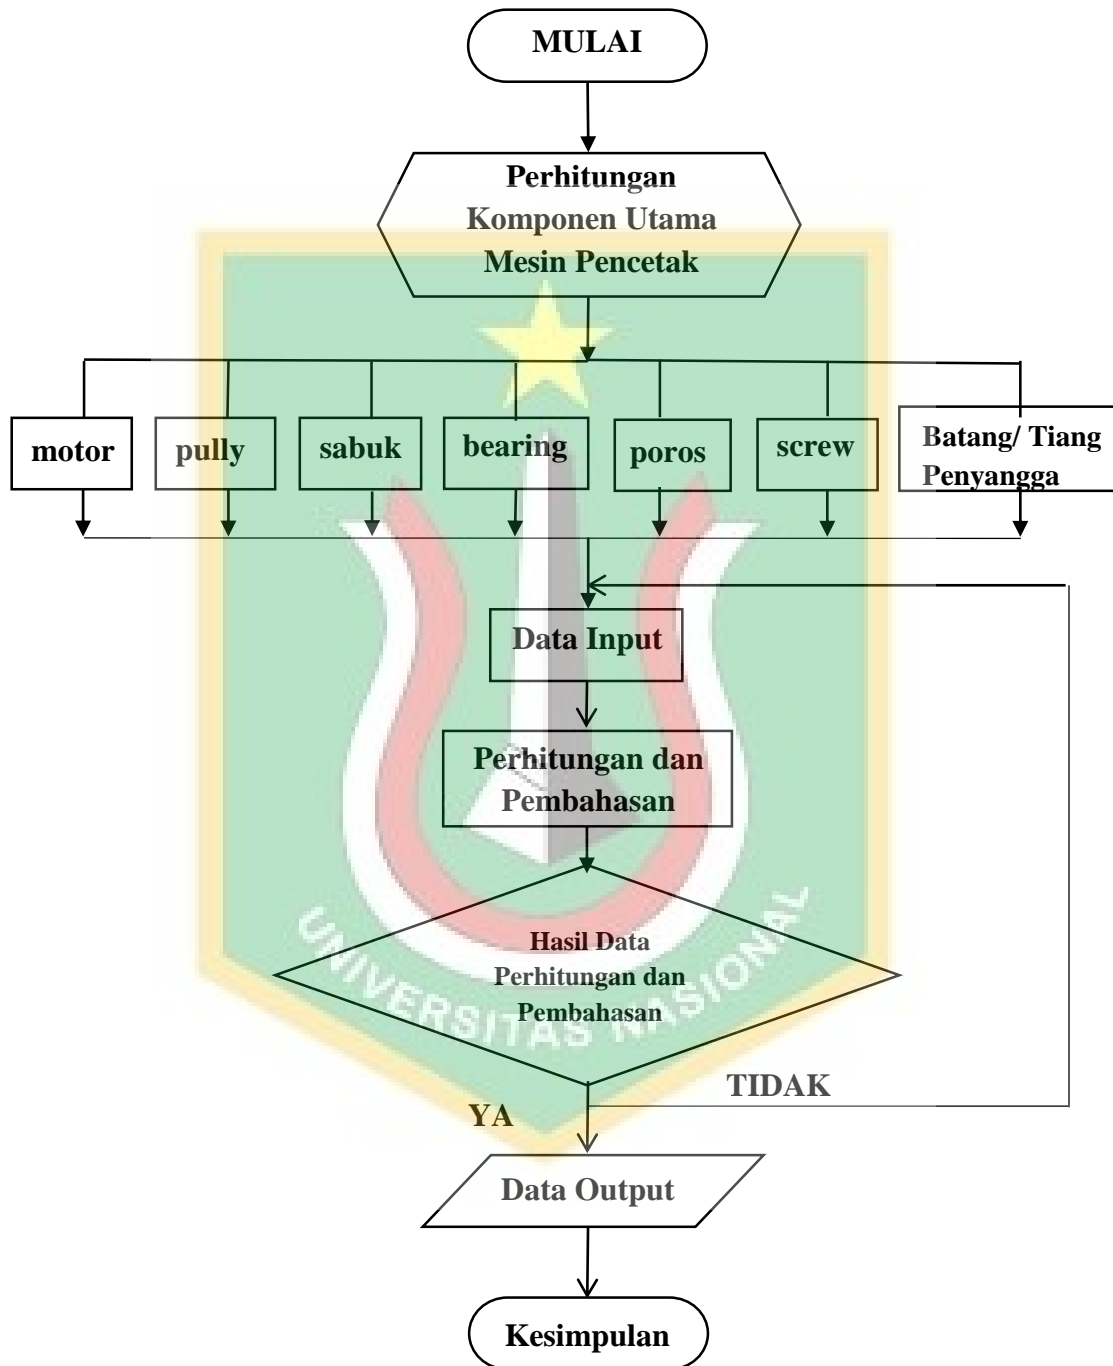 MULAI
Perhitungan
Komponen Utama
Mesin Pencetak
motor
pully
sabuk
bearing
poros
screw
Batang/ Tiang
Penyangga
Data Input
Perhitungan dan
Pembahasan
Hasil Data
Perhitungan dan
Pembahasan
UNIVERSITAS NASIONAL
TIDAK
YA
Data Output
Kesimpulan